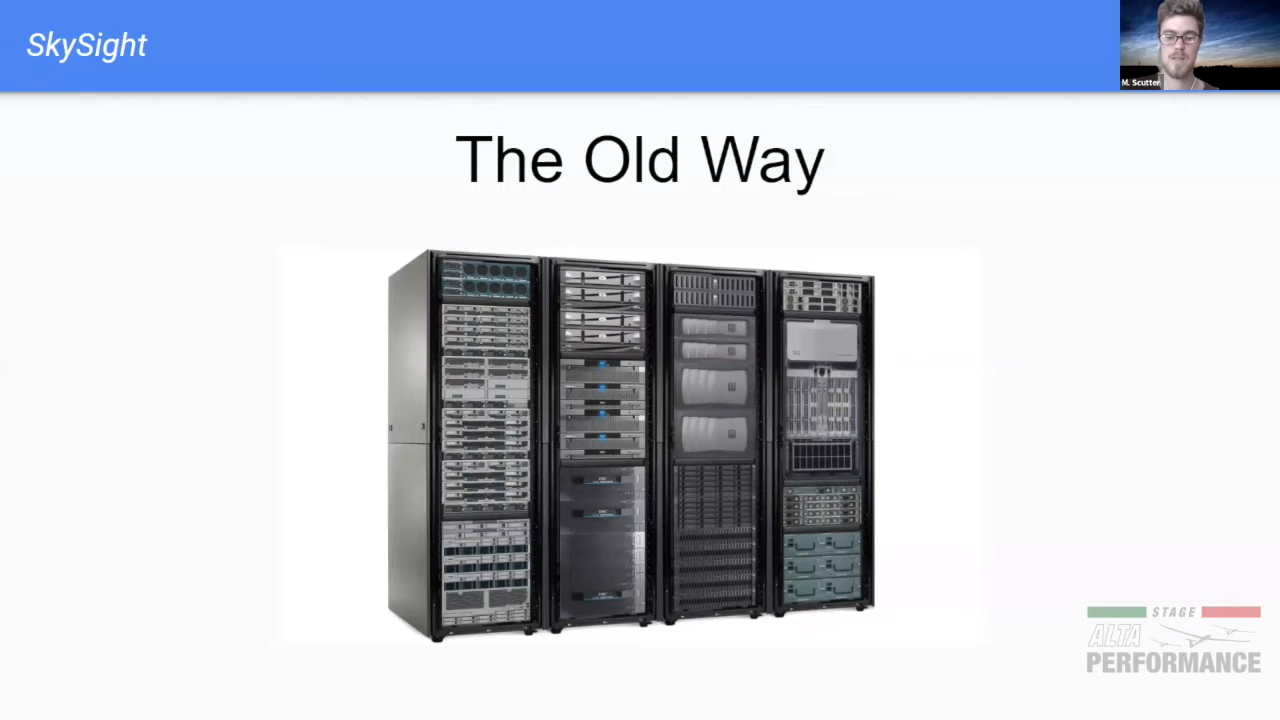 SkySight
M. Scutter
The Old Way
STAGE
ALTA
PERFORMANCE